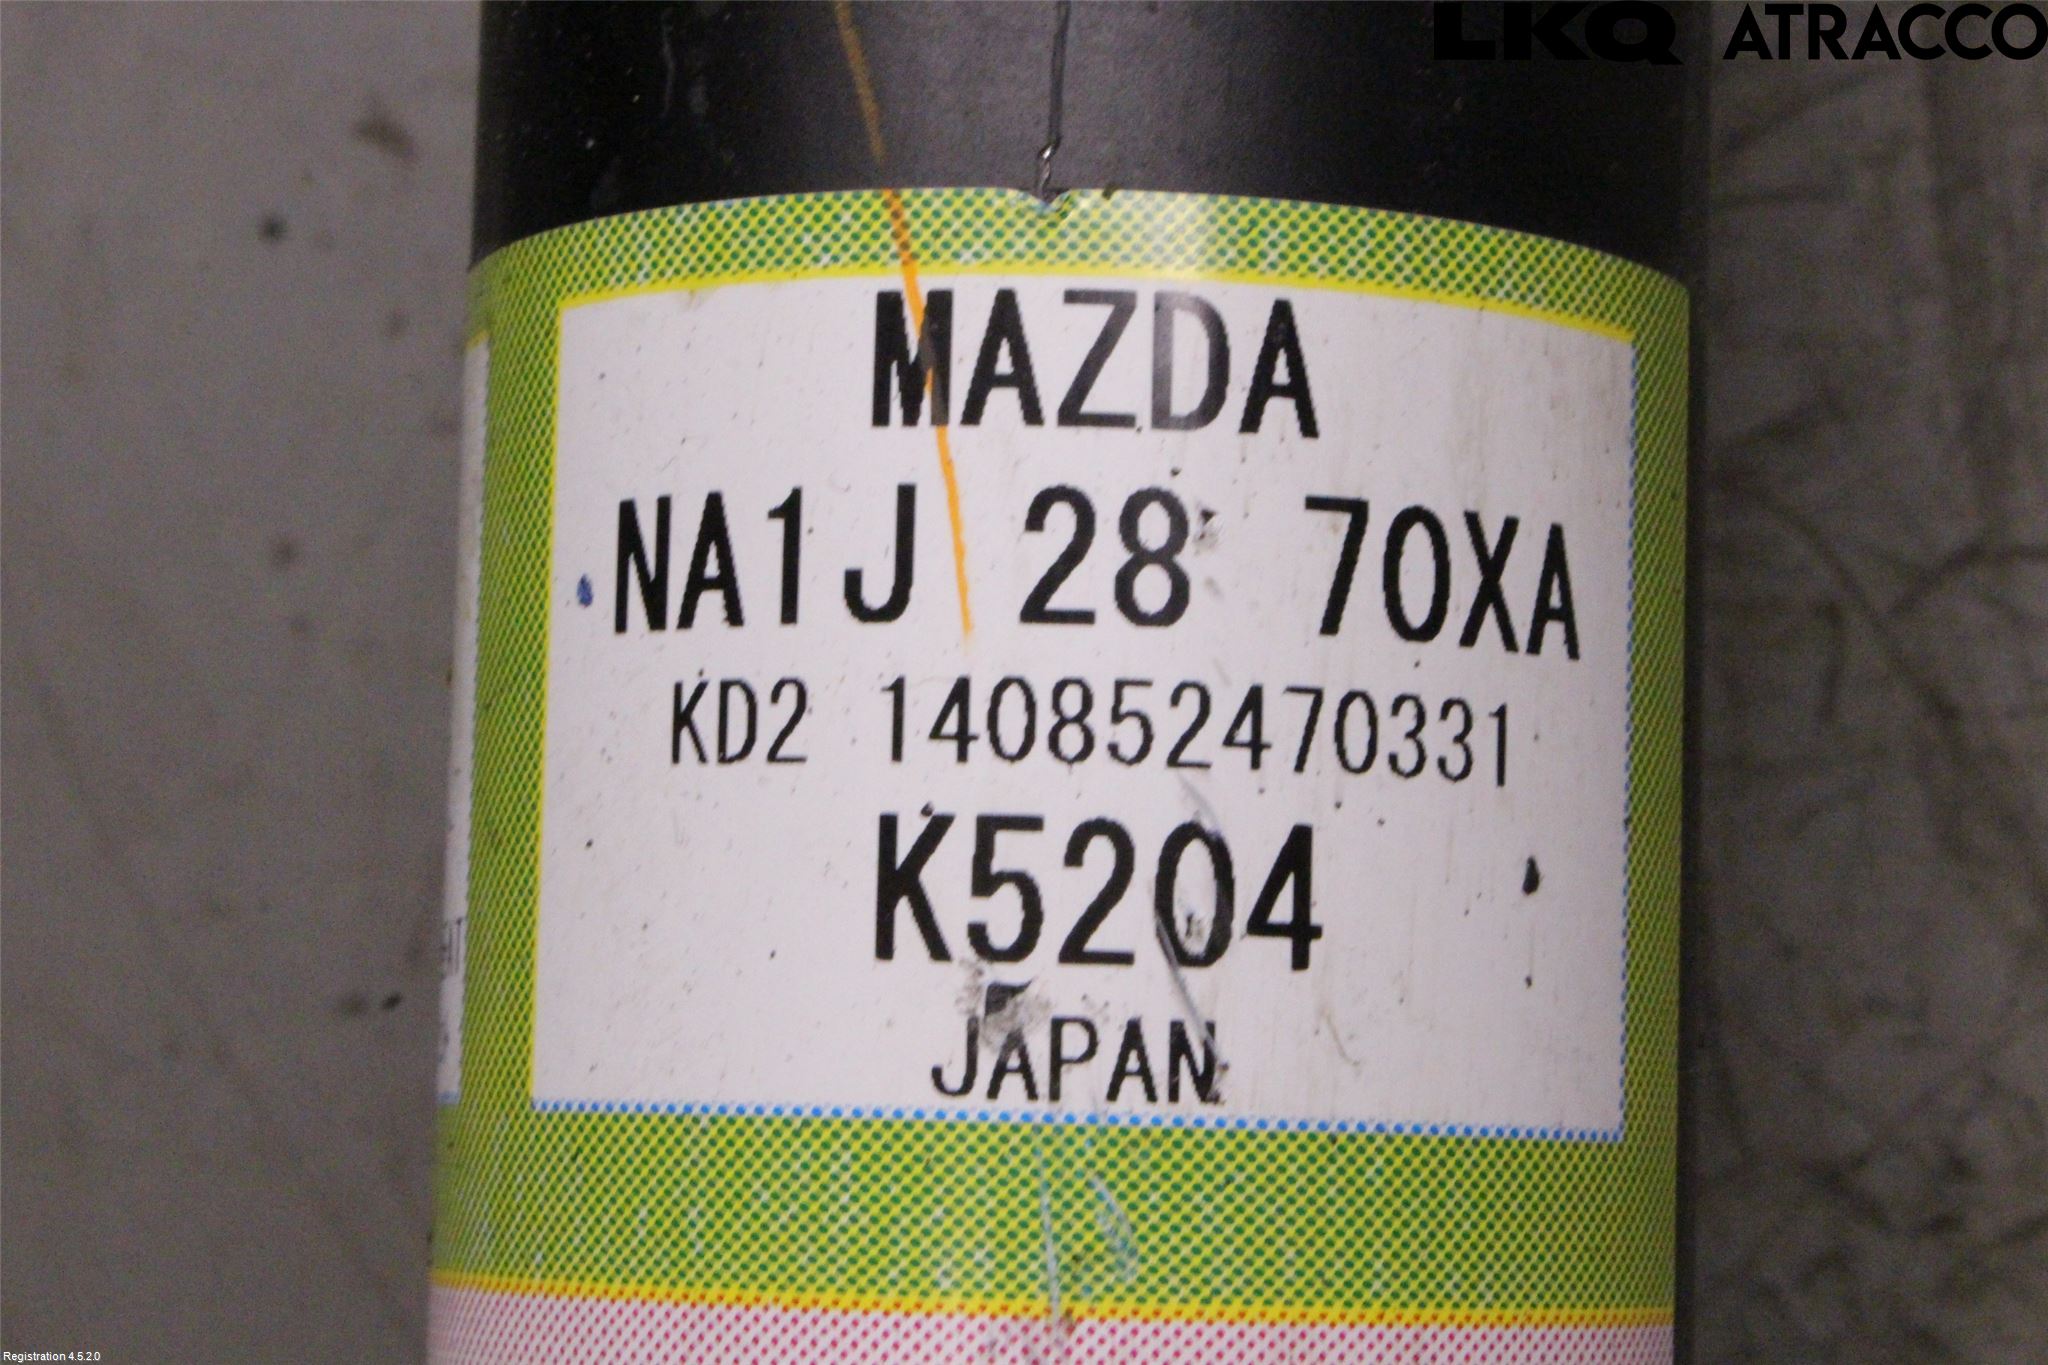 LKQ ATRACCO
MAZDA
NA1J 28 70XA
KD2 140852470331
K5204
JAPAN
Registration 4.5.2.0